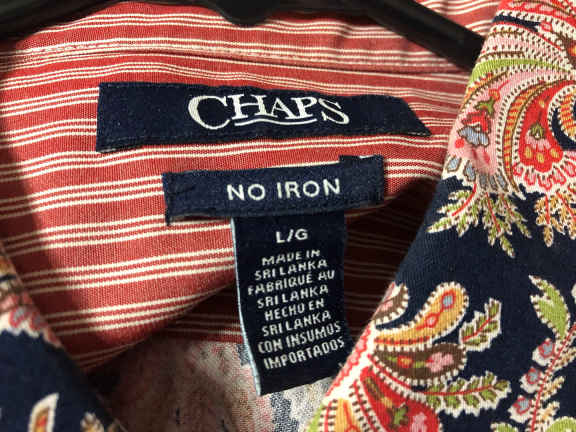 CHAPS
NO IRON
L/G
MADE IN
SRI LANKA
FABRIQUÉ AU
SRI LANKA
HECHO EN
SRI LANKA
CON INSUMOS
IMPORTADOS